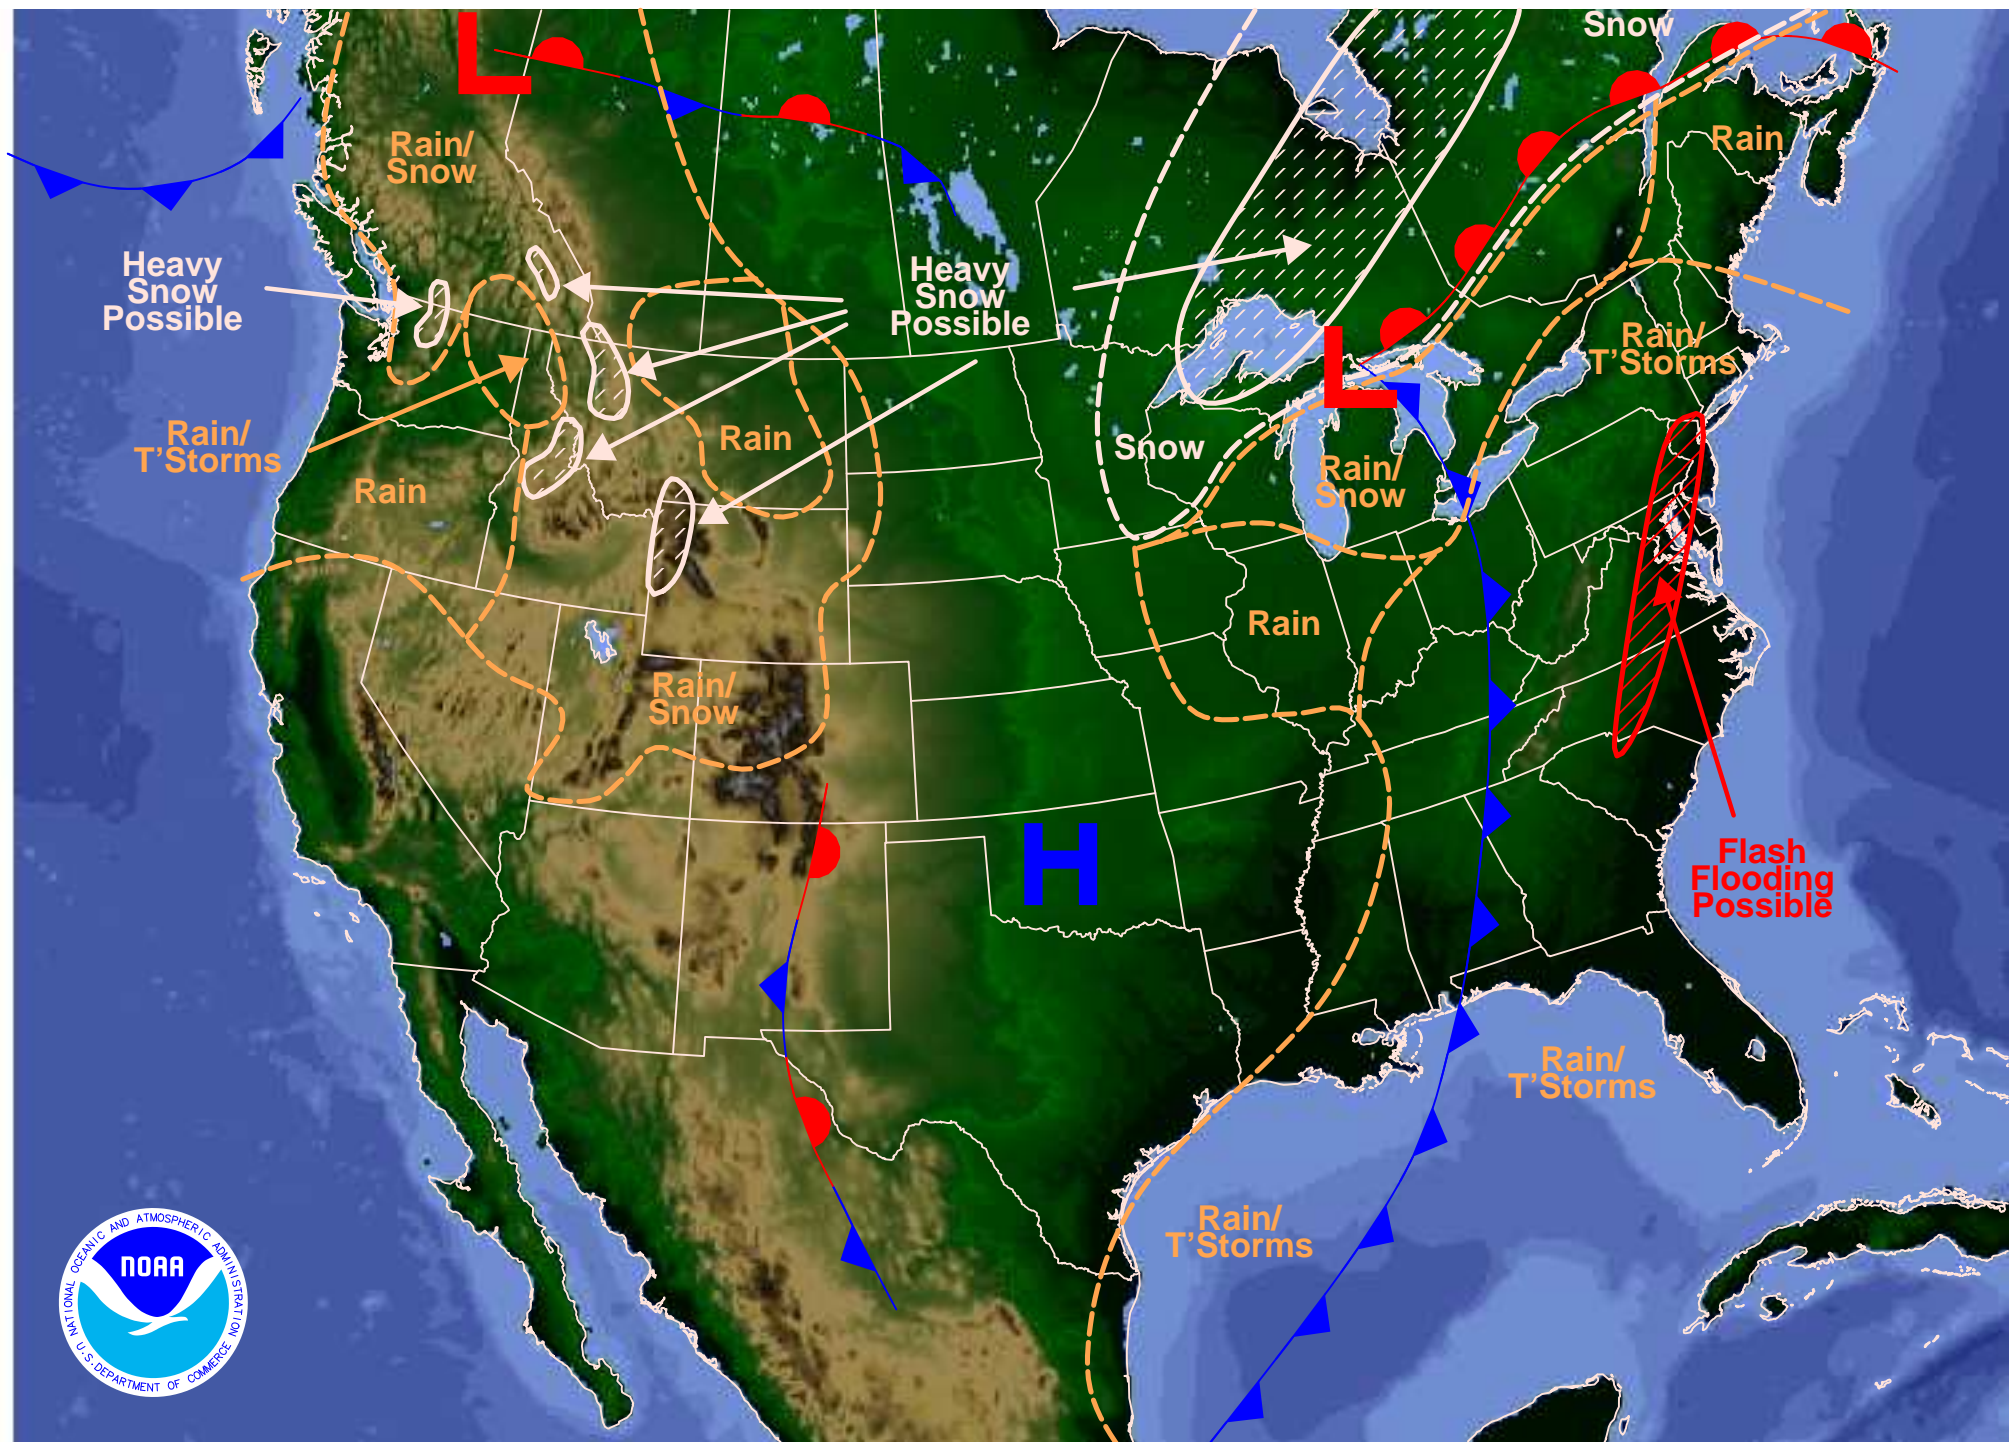 Snow
L
Rain/
Snow
Rain
Heavy
Snow
Possible
Heavy
Snow
Possible
Rain/
T'Storms
L
Rain/
T'Storms
Rain
Snow
Rain/
Snow
Rain
Rain
Rain/
Snow
H
Flash
Flooding
Possible
Rain/
T'Storms
Rain/
T'Storms
NATIONAL OCEANIC AND ATMOSPHERIC ADMINISTRATION
NOAA
U.S. DEPARTMENT OF COMMERCE